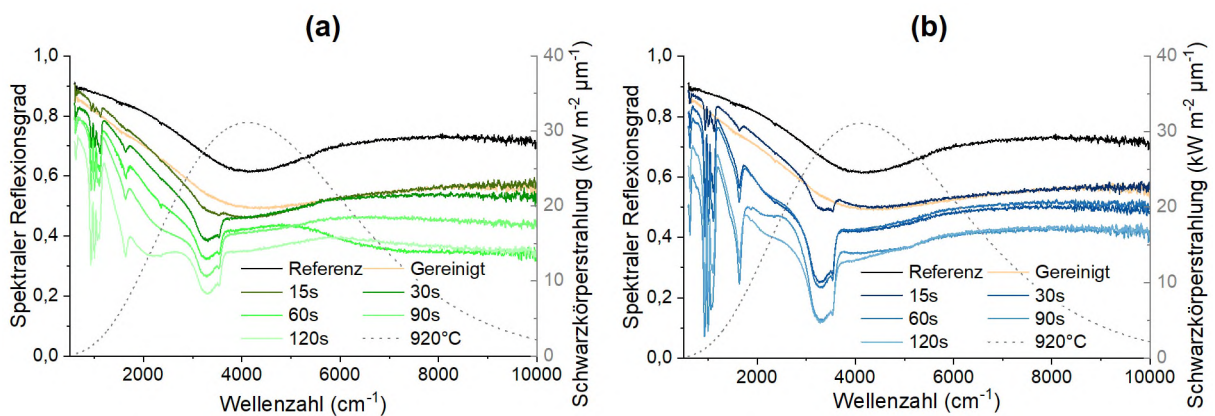 (a)
1,0
0,8
0,6
0,4
0,2
0,0
Spektraler Reflexionsgrad
40
30
20
10
0
Schwarzkörperstrahlung (kW m⁻² µm⁻¹)
Referenz
Gereinigt
15s
30s
60s
90s
120s
920°C
2000
4000
6000
8000
10000
Wellenzahl (cm⁻¹)
(b)
1,0
0,8
0,6
0,4
0,2
0,0
Spektraler Reflexionsgrad
40
30
20
10
0
Schwarzkörperstrahlung (kW m⁻² µm⁻¹)
Referenz
Gereinigt
15s
30s
60s
90s
120s
920°C
2000
4000
6000
8000
10000
Wellenzahl (cm⁻¹)